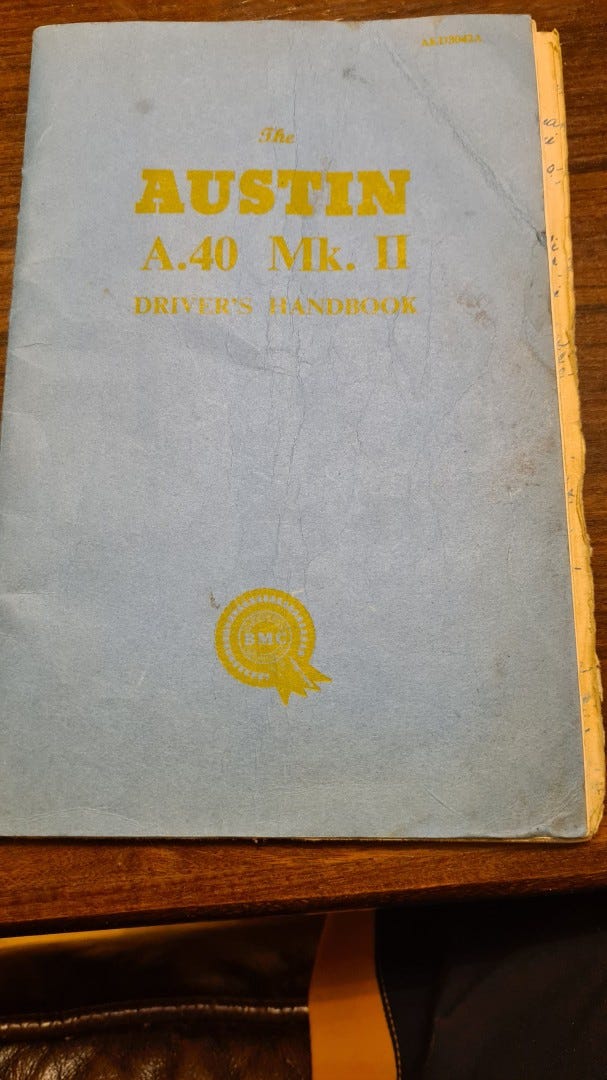 The
AUSTIN
A.40 Mk. II
DRIVER'S HANDBOOK
BMC